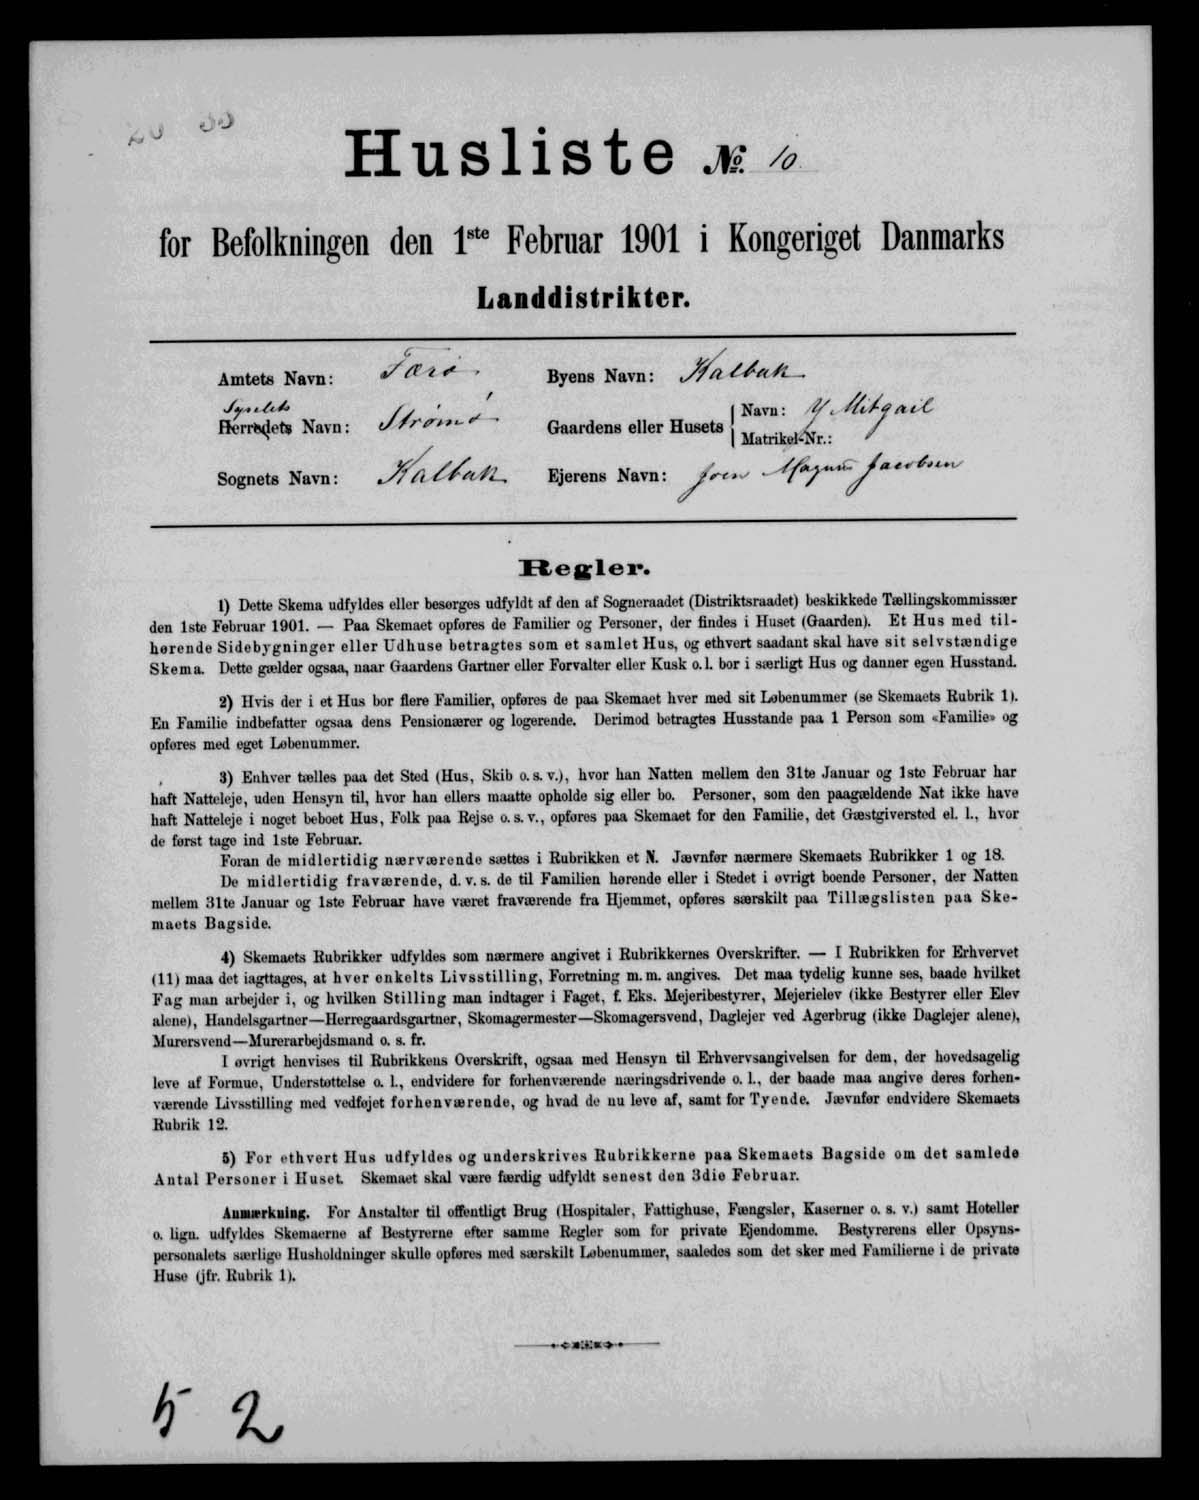 Husliste №. 10
for Befolkningen den 1ste Februar 1901 i Kongeriget Danmarks
Landdistrikter.
Amtets Navn: Færø
Byens Navn: Kalbak
Syslets
Herredets Navn: Strømø
Gaardens eller Husets Navn: Y Mitgail
Matrikel-Nr.:
Sognets Navn: Kalbak
Ejerens Navn: Joen Magnus Jacobsen
Regler.
1) Dette Skema udfyldes eller besørges udfyldt af den af Sogneraadet (Distriktsraadet) beskikkede Tællingskommissær
den 1ste Februar 1901. — Paa Skemaet opføres de Familier og Personer, der findes i Huset (Gaarden). Et Hus med til-
hørende Sidebygninger eller Udhuse betragtes som et samlet Hus, og ethvert saadant skal have sit selvstændige
Skema. Dette gælder ogsaa, naar Gaardens Gartner eller Forvalter eller Kusk o. l. bor i særligt Hus og danner egen Husstand.
2) Hvis der i et Hus bor flere Familier, opføres de paa Skemaet hver med sit Løbenummer (se Skemaets Rubrik 1).
En Familie indbefatter ogsaa dens Pensionærer og logerende. Derimod betragtes Husstande paa 1 Person som «Familie» og
opføres med eget Løbenummer.
3) Enhver tælles paa det Sted (Hus, Skib o. s. v.), hvor han Natten mellem den 31te Januar og 1ste Februar har
haft Natteleje, uden Hensyn til, hvor han ellers maatte opholde sig eller bo. Personer, som den paagældende Nat ikke have
haft Natteleje i noget beboet Hus, Folk paa Rejse o. s. v., opføres paa Skemaet for den Familie, det Gæstgiversted el. l., hvor
de først tage ind 1ste Februar.
Foran de midlertidig nærværende sættes i Rubrikken et N. Jævnfør nærmere Skemaets Rubrikker 1 og 18.
De midlertidig fraværende, d. v. s. de til Familien hørende eller i Stedet i øvrigt boende Personer, der Natten
mellem 31te Januar og 1ste Februar have været fraværende fra Hjemmet, opføres særskilt paa Tillægslisten paa Ske-
maets Bagside.
4) Skemaets Rubrikker udfyldes som nærmere angivet i Rubrikkernes Overskrifter. — I Rubrikken for Erhvervet
(11) maa det iagttages, at hver enkelts Livsstilling, Forretning m. m. angives. Det maa tydelig kunne ses, baade hvilket
Fag man arbejder i, og hvilken Stilling man indtager i Faget, f. Eks. Mejeribestyrer, Mejerielev (ikke Bestyrer eller Elev
alene), Handelsgartner—Herregaardsgartner, Skomagermester—Skomagersvend, Daglejer ved Agerbrug (ikke Daglejer alene),
Murersvend—Murerarbejdsmand o. s. fr.
I øvrigt henvises til Rubrikkens Overskrift, ogsaa med Hensyn til Erhvervsangivelsen for dem, der hovedsagelig
leve af Formue, Understøttelse o. l., endvidere for forhenværende næringsdrivende o. l., der baade maa angive deres forhen-
værende Livsstilling med vedføjet forhenværende, og hvad de nu leve af, samt for Tyende. Jævnfør endvidere Skemaets
Rubrik 12.
5) For ethvert Hus udfyldes og underskrives Rubrikkerne paa Skemaets Bagside om det samlede
Antal Personer i Huset. Skemaet skal være færdig udfyldt senest den 3die Februar.
Anmærkning. For Anstalter til offentligt Brug (Hospitaler, Fattighuse, Fængsler, Kaserner o. s. v.) samt Hoteller
o. lign. udfyldes Skemaerne af Bestyrerne efter samme Regler som for private Ejendomme. Bestyrerens eller Opsyns-
personalets særlige Husholdninger skulle opføres med særskilt Løbenummer, saaledes som det sker med Familierne i de private
Huse (jfr. Rubrik 1).
5 2